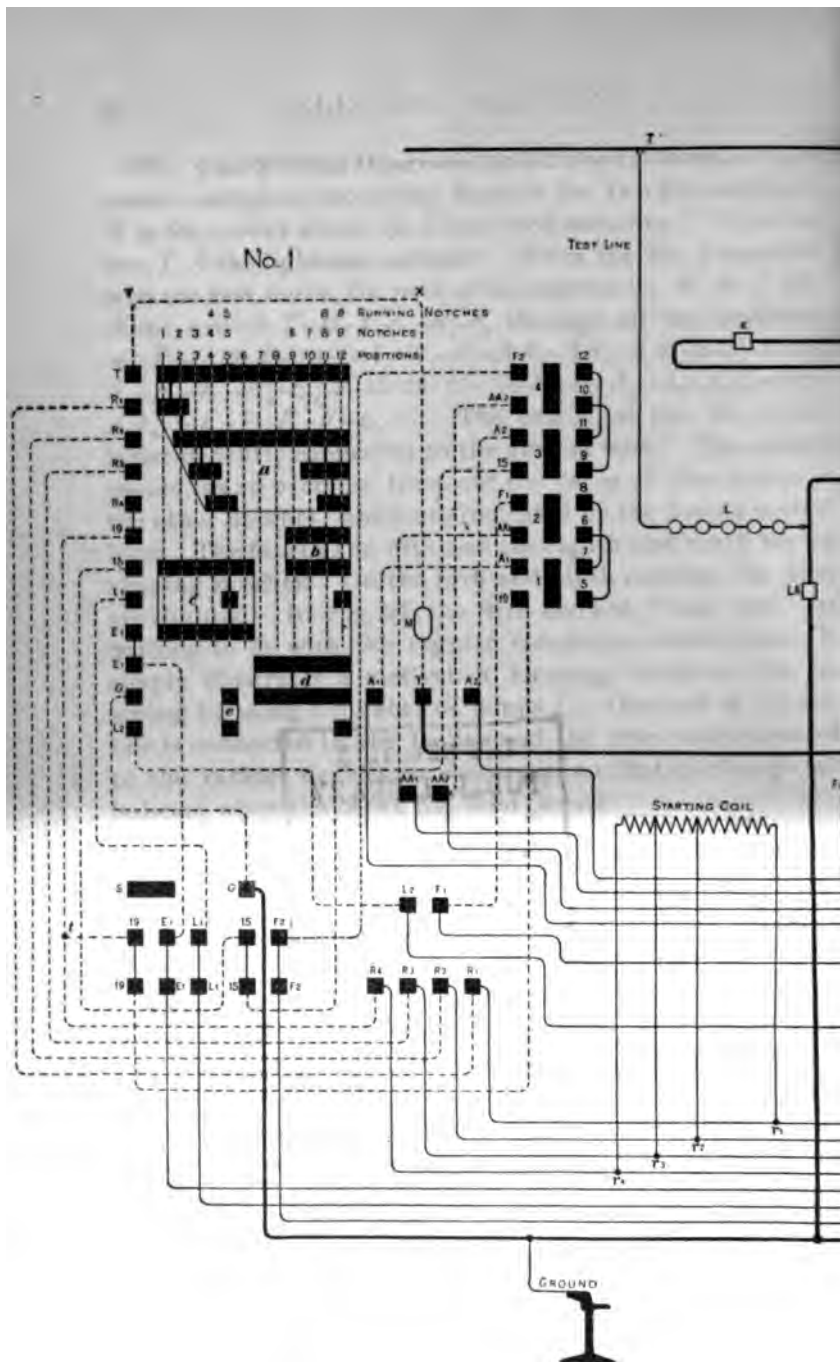 T
TEST LINE
No. 1
K
4 5 8 9 RUNNING NOTCHES
1 2 3 4 5 6 7 8 9 NOTCHES
1 2 3 4 5 6 7 8 9 10 11 12 POSITIONS
T
F2 4 12
AA2 10
A2 3 11
15 9
F1 2 8
6
A1 7
19 1 5
a
b
c
d
e
19
15
L1
E1
E1
G
L2
M
LA
A1 T A2
AA1 AA2
STARTING COIL
S G
L2 F1
t 19 E1 L1 15 F2
19 E1 L1 15 F2
R4 R3 R2 R1
r1
r2
r3
r4
GROUND